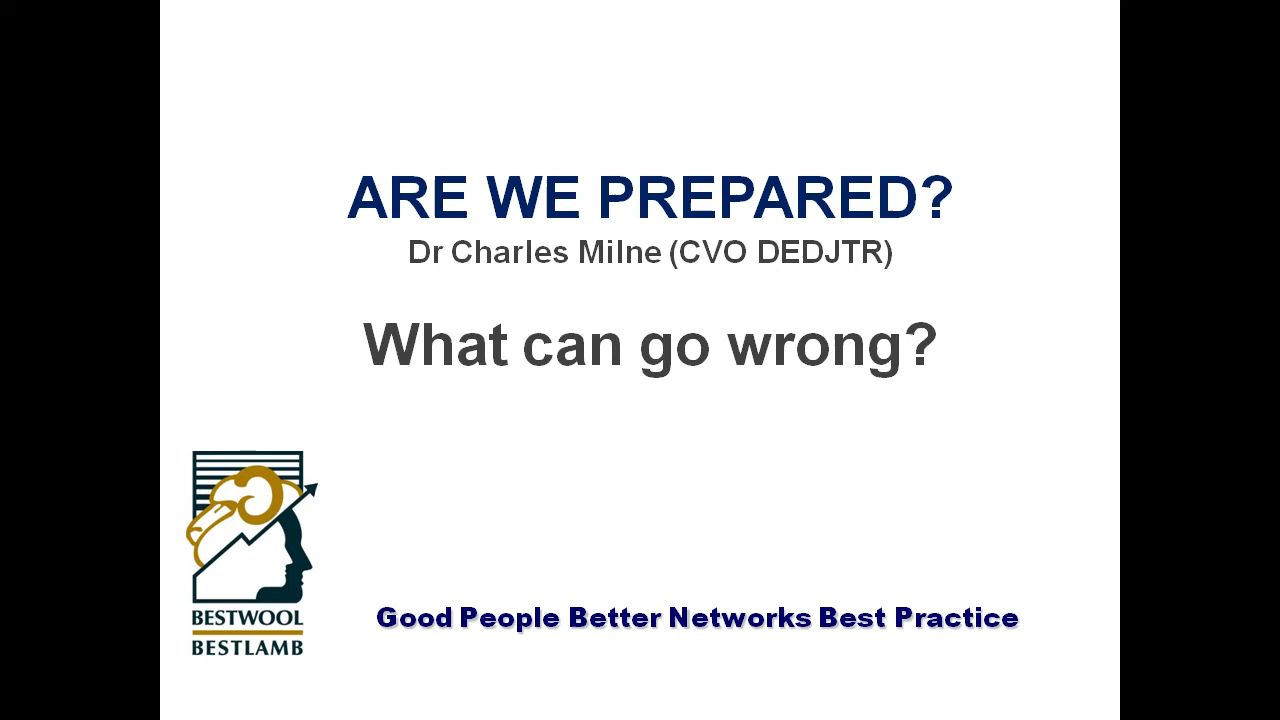 ARE WE PREPARED?
Dr Charles Milne (CVO DEDJTR)
What can go wrong?
BESTWOOL
BESTLAMB
Good People Better Networks Best Practice